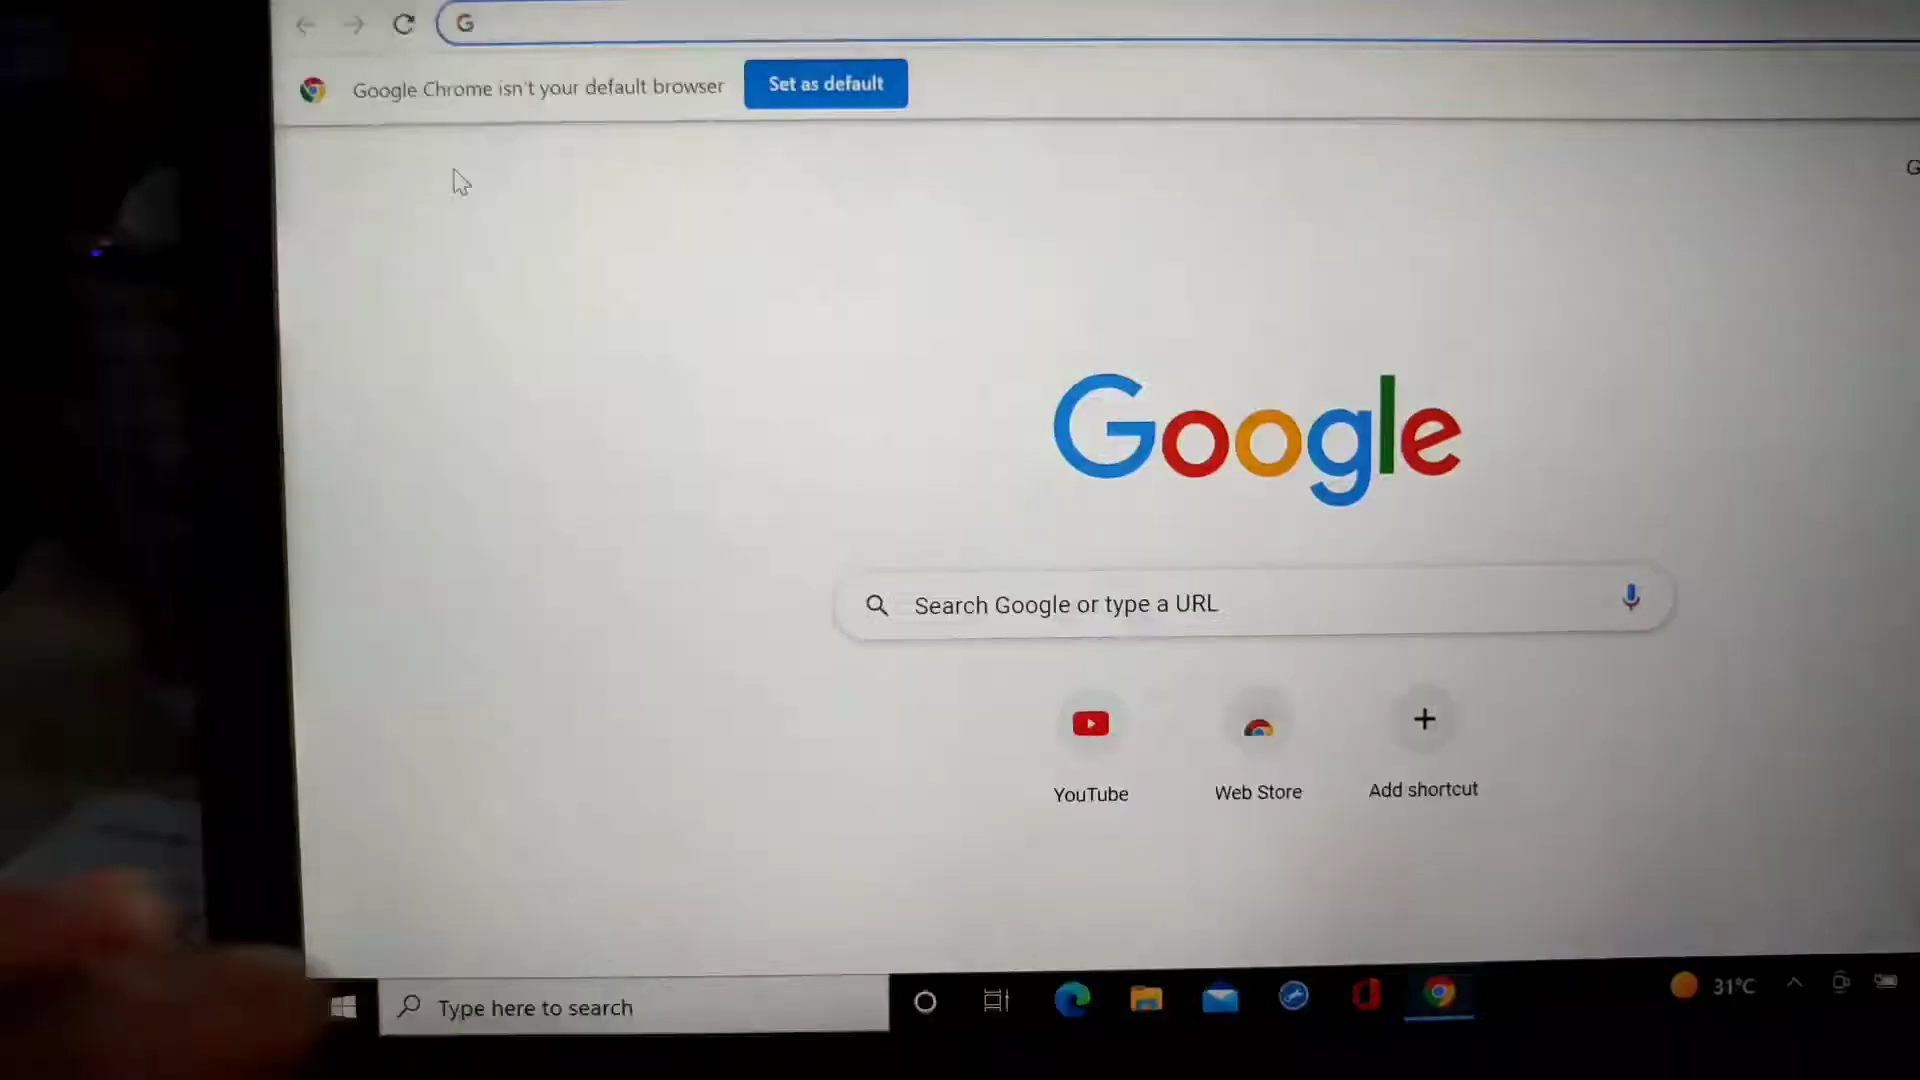 G
Google Chrome isn't your default browser
Set as default
G
Google
Search Google or type a URL
YouTube
Web Store
Add shortcut
Type here to search
31°C